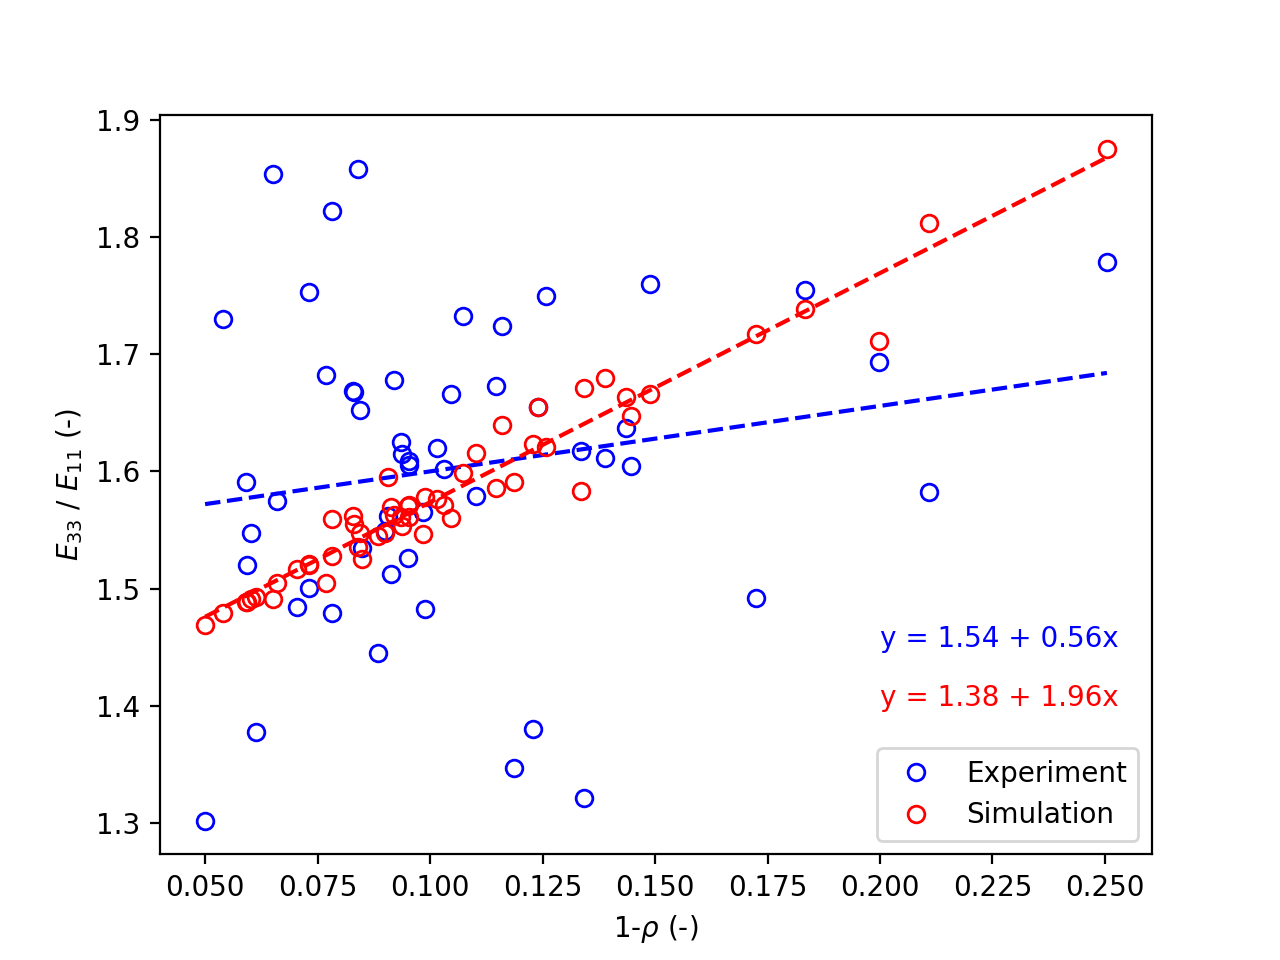 1.9
1.8
1.7
1.6
1.5
1.4
1.3
E₃₃ / E₁₁ (-)
y = 1.54 + 0.56x
y = 1.38 + 1.96x
Experiment
Simulation
0.050 0.075 0.100 0.125 0.150 0.175 0.200 0.225 0.250
1-ρ (-)